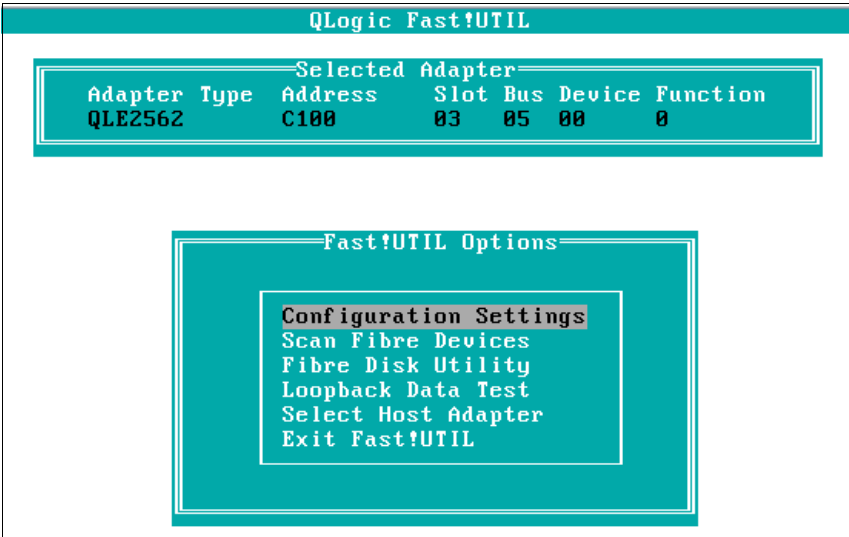 QLogic Fast!UTIL
Selected Adapter
Adapter Type Address Slot Bus Device Function
QLE2562 C100 03 05 00 0
Fast!UTIL Options
Configuration Settings
Scan Fibre Devices
Fibre Disk Utility
Loopback Data Test
Select Host Adapter
Exit Fast!UTIL